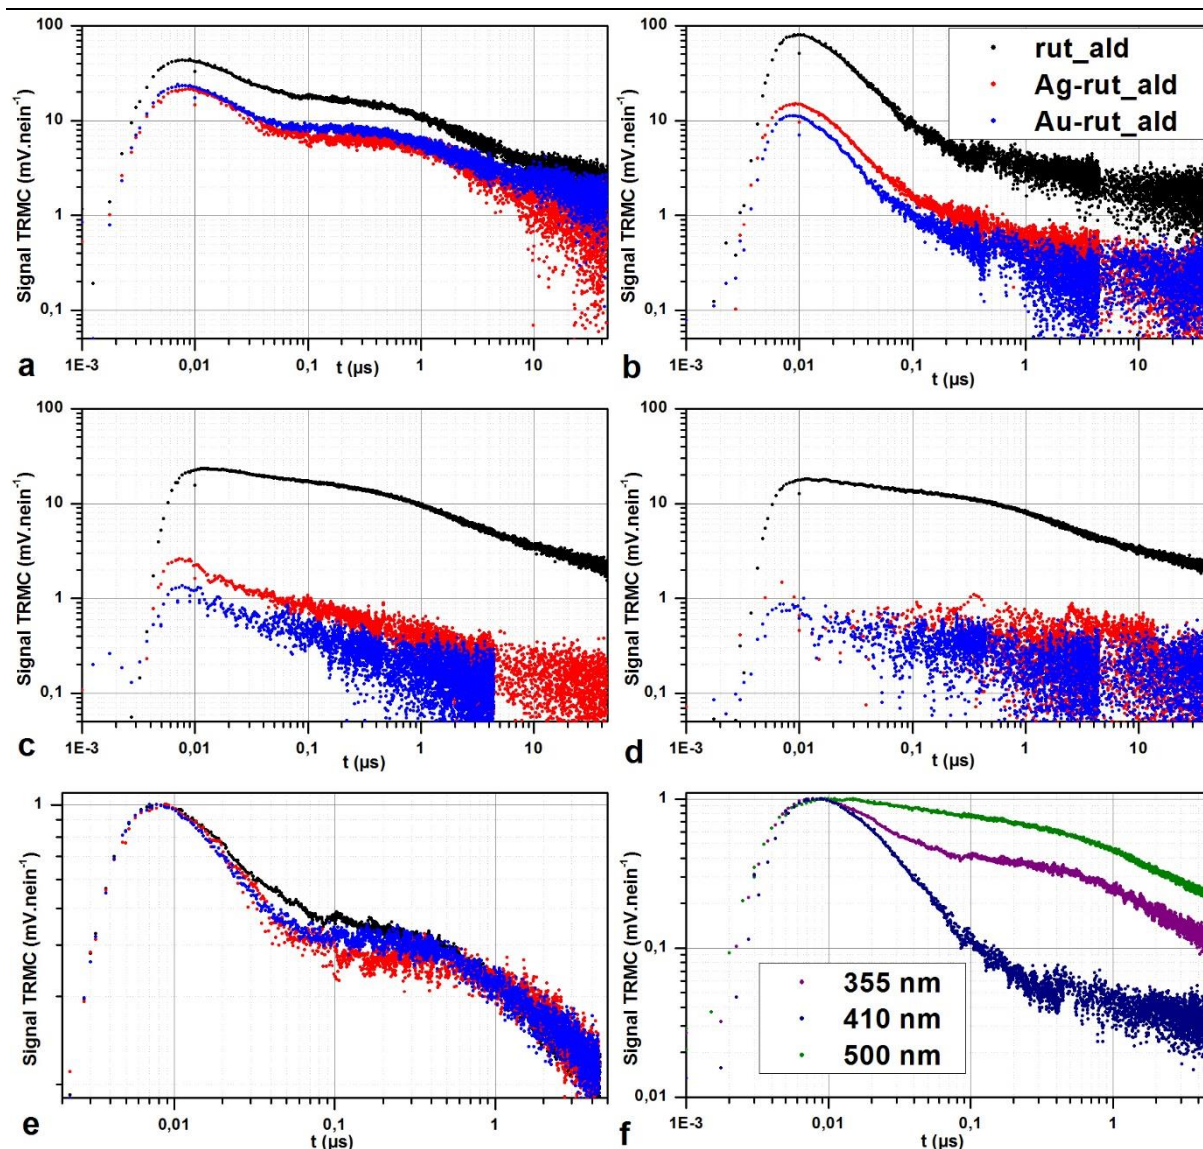 100
10
1
0,1
Signal TRMC (mV.nein⁻¹)
1E-3
0,01
0,1
1
10
t (µs)
a
100
10
1
0,1
Signal TRMC (mV.nein⁻¹)
rut_ald
Ag-rut_ald
Au-rut_ald
1E-3
0,01
0,1
1
10
t (µs)
b
100
10
1
0,1
Signal TRMC (mV.nein⁻¹)
1E-3
0,01
0,1
1
10
t (µs)
c
100
10
1
0,1
Signal TRMC (mV.nein⁻¹)
1E-3
0,01
0,1
1
10
t (µs)
d
1
Signal TRMC (mV.nein⁻¹)
0,01
0,1
1
t (µs)
e
1
0,1
0,01
Signal TRMC (mV.nein⁻¹)
355 nm
410 nm
500 nm
1E-3
0,01
0,1
1
t (µs)
f